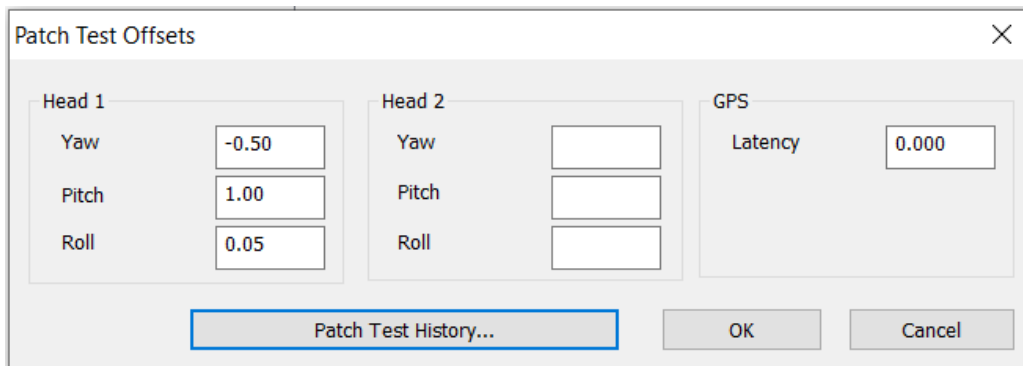 Patch Test Offsets
Head 1
Yaw -0.50
Pitch 1.00
Roll 0.05
Head 2
Yaw
Pitch
Roll
GPS
Latency 0.000
Patch Test History...
OK
Cancel